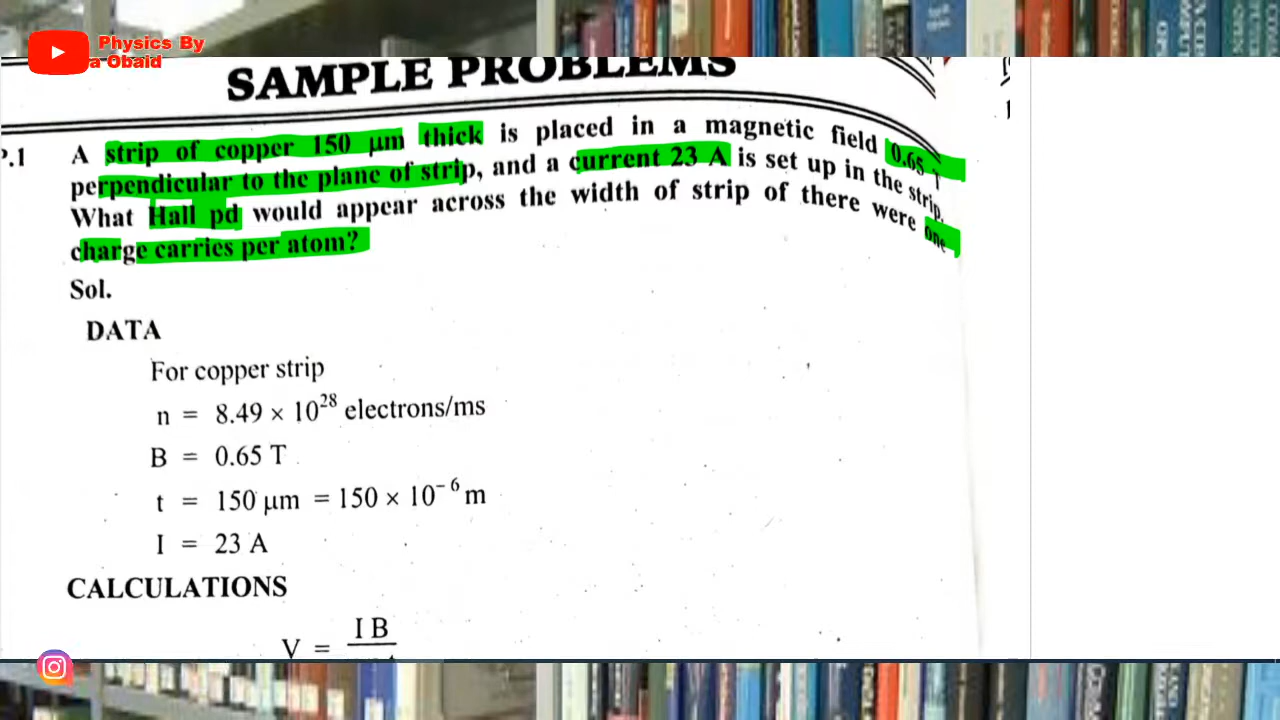 Physics By
a Obaid
SAMPLE PROBLEMS
P.1 A strip of copper 150 μm thick is placed in a magnetic field 0.65 T
perpendicular to the plane of strip, and a current 23 A is set up in the strip.
What Hall pd would appear across the width of strip of there were one
charge carries per atom?
Sol.
DATA
For copper strip
n = 8.49 × 10²⁸ electrons/ms
B = 0.65 T
t = 150 μm = 150 × 10⁻⁶ m
I = 23 A
CALCULATIONS
V = I B